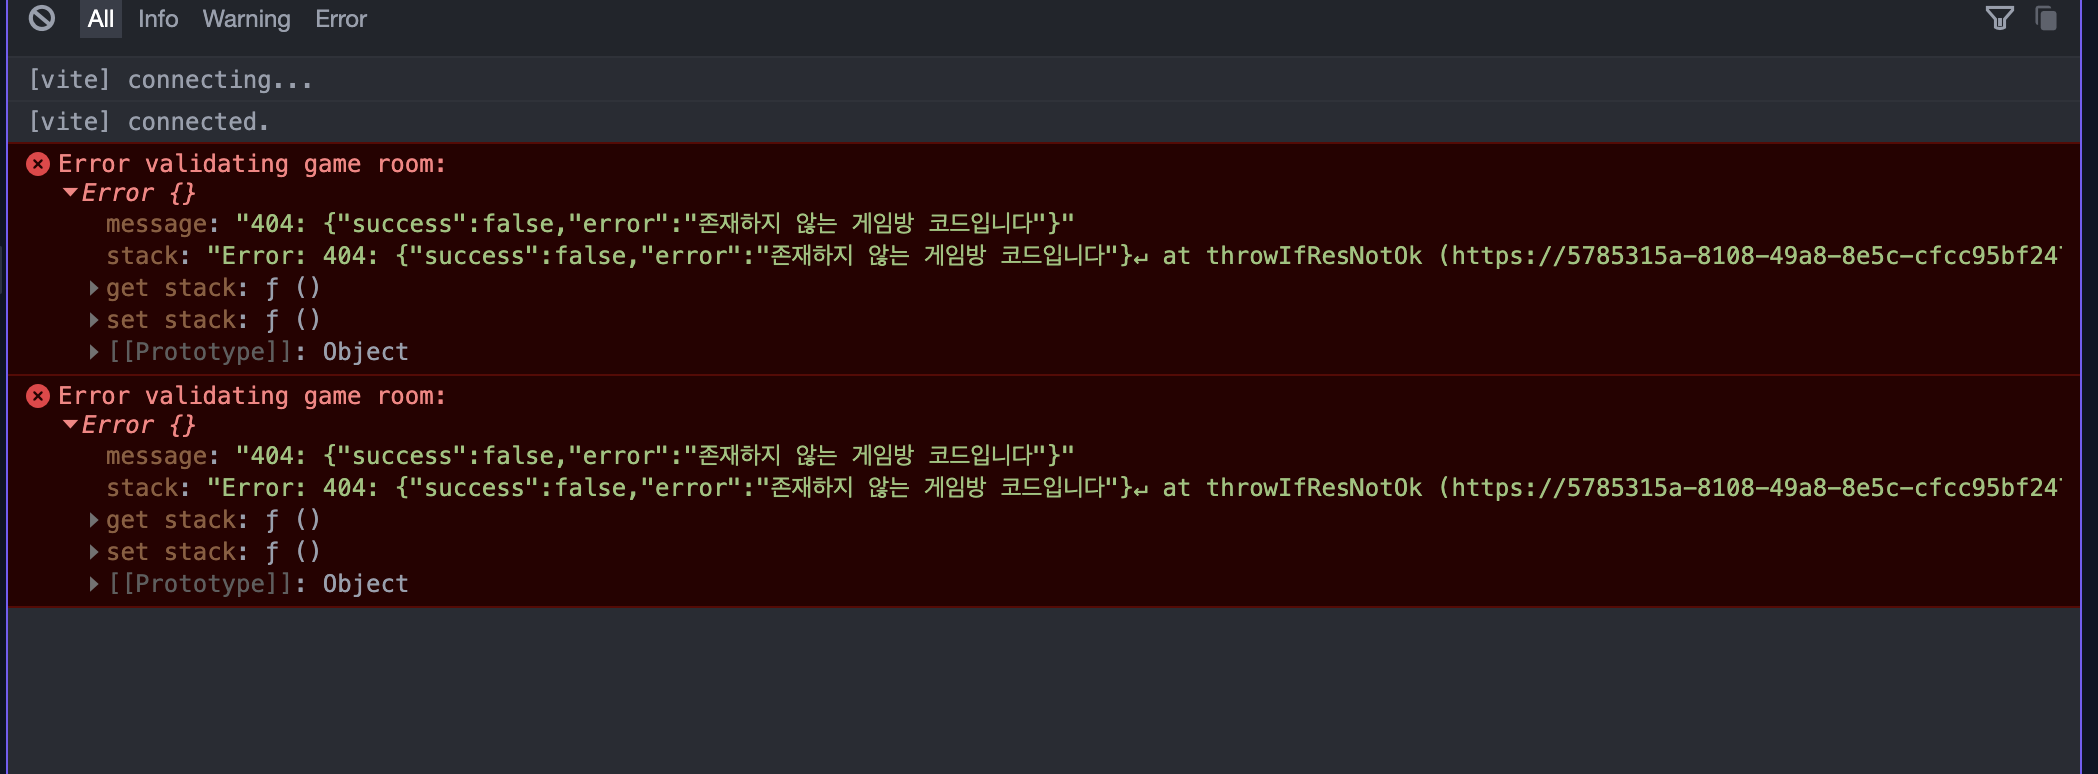 All Info Warning Error
[vite] connecting...
[vite] connected.
Error validating game room:
Error {}
message: "404: {"success":false,"error":"존재하지 않는 게임방 코드입니다"}"
stack: "Error: 404: {"success":false,"error":"존재하지 않는 게임방 코드입니다"}↵ at throwIfResNotOk (https://5785315a-8108-49a8-8e5c-cfcc95bf247
get stack: ƒ ()
set stack: ƒ ()
[[Prototype]]: Object
Error validating game room:
Error {}
message: "404: {"success":false,"error":"존재하지 않는 게임방 코드입니다"}"
stack: "Error: 404: {"success":false,"error":"존재하지 않는 게임방 코드입니다"}↵ at throwIfResNotOk (https://5785315a-8108-49a8-8e5c-cfcc95bf247
get stack: ƒ ()
set stack: ƒ ()
[[Prototype]]: Object